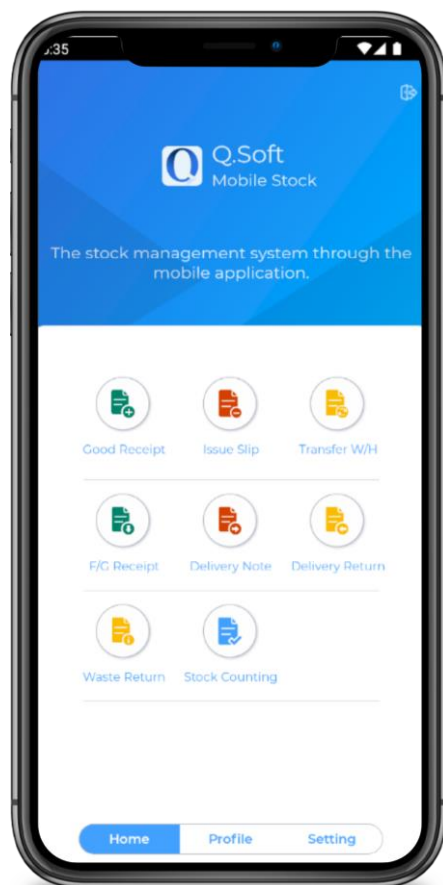 :35
Q.Soft
Mobile Stock
The stock management system through the
mobile application.
Good Receipt
Issue Slip
Transfer W/H
F/G Receipt
Delivery Note
Delivery Return
Waste Return
Stock Counting
Home
Profile
Setting